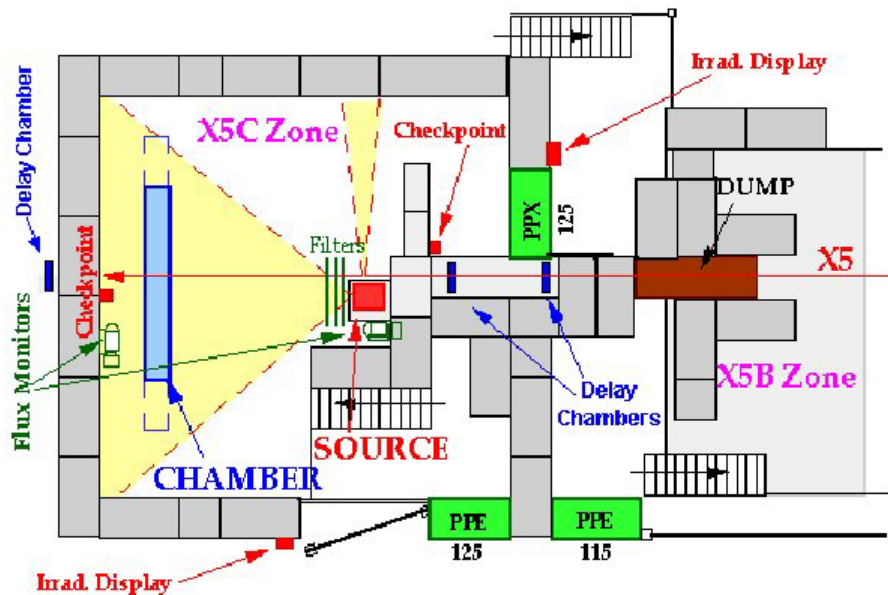 Irrad. Display
Delay Chamber
X5C Zone
Checkpoint
PPX
125
DUMP
Filters
X5
Checkpoint
Flux Monitors
Delay
Chambers
X5B Zone
SOURCE
CHAMBER
PPE
125
PPE
115
Irrad. Display